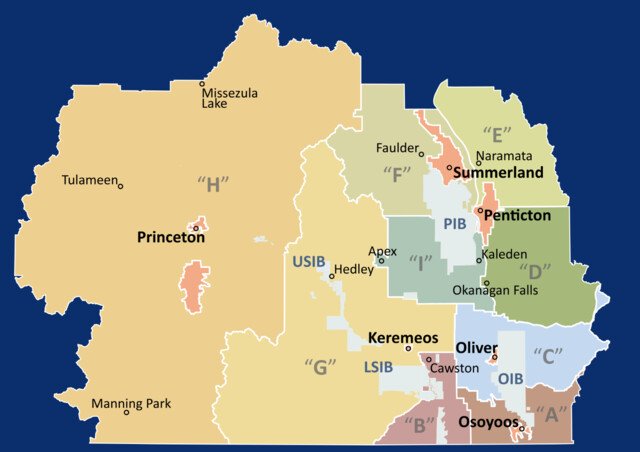 Missezula
Lake
"E"
Faulder
Naramata
Summerland
Tulameen
"H"
"F"
Penticton
PIB
Princeton
Apex
Kaleden
USIB
Hedley
"I"
"D"
Okanagan Falls
Keremeos
Oliver
"C"
"G"
LSIB
Cawston
OIB
Manning Park
"B"
"A"
Osoyoos